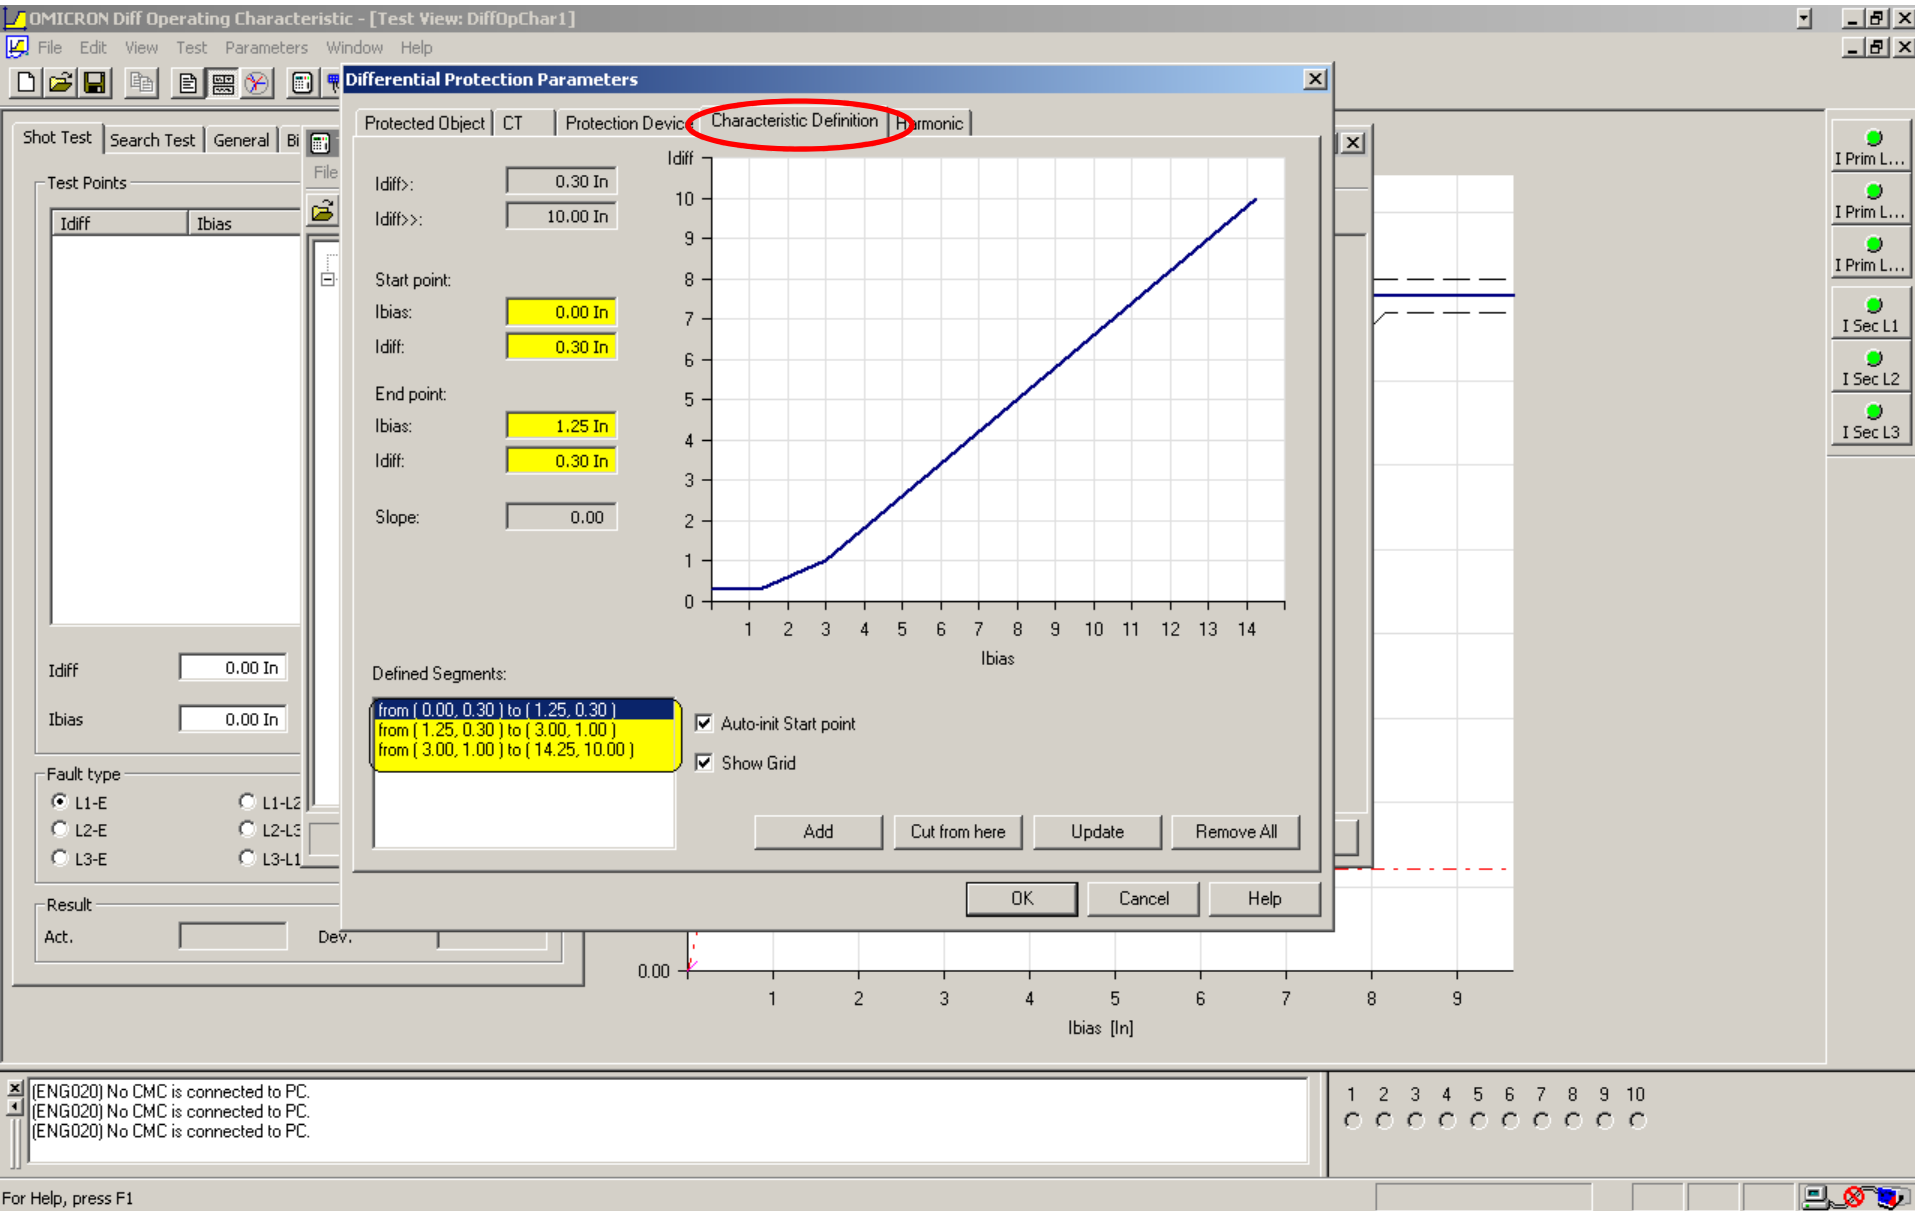 OMICRON Diff Operating Characteristic - [Test View: DiffOpChar1]
File Edit View Test Parameters Window Help
Differential Protection Parameters
Protected Object CT Protection Device Characteristic Definition Harmonic
Shot Test Search Test General Bi
File
Test Points
Idiff Ibias
Idiff>: 0.30 In
Idiff>>: 10.00 In
Start point:
Ibias: 0.00 In
Idiff: 0.30 In
End point:
Ibias: 1.25 In
Idiff: 0.30 In
Slope: 0.00
Idiff
10
9
8
7
6
5
4
3
2
1
0
1 2 3 4 5 6 7 8 9 10 11 12 13 14
Ibias
Defined Segments:
from ( 0.00, 0.30 ) to ( 1.25, 0.30 )
from ( 1.25, 0.30 ) to ( 3.00, 1.00 )
from ( 3.00, 1.00 ) to ( 14.25, 10.00 )
Auto-init Start point
Show Grid
Add Cut from here Update Remove All
OK Cancel Help
Idiff 0.00 In
Ibias 0.00 In
Fault type
L1-E L1-L2
L2-E L2-L3
L3-E L3-L1
Result
Act. Dev.
0.00
1 2 3 4 5 6 7 8 9
Ibias [In]
I Prim L...
I Prim L...
I Prim L...
I Sec L1
I Sec L2
I Sec L3
(ENG020) No CMC is connected to PC.
(ENG020) No CMC is connected to PC.
(ENG020) No CMC is connected to PC.
1 2 3 4 5 6 7 8 9 10
For Help, press F1